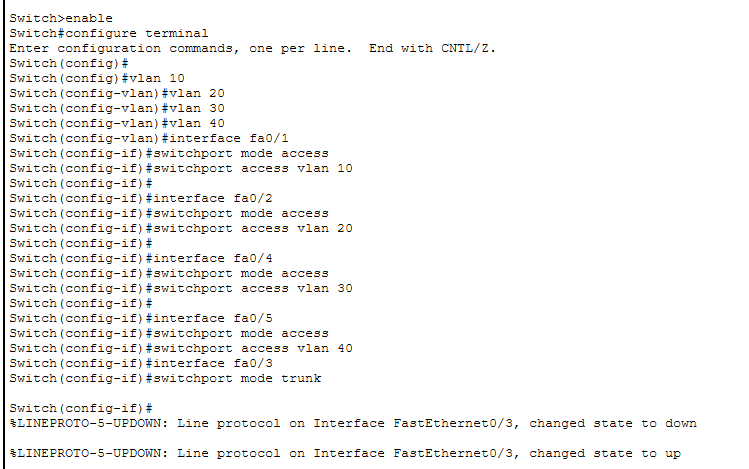 Switch>enable
Switch#configure terminal
Enter configuration commands, one per line.  End with CNTL/Z.
Switch(config)#
Switch(config)#vlan 10
Switch(config-vlan)#vlan 20
Switch(config-vlan)#vlan 30
Switch(config-vlan)#vlan 40
Switch(config-vlan)#interface fa0/1
Switch(config-if)#switchport mode access
Switch(config-if)#switchport access vlan 10
Switch(config-if)#
Switch(config-if)#interface fa0/2
Switch(config-if)#switchport mode access
Switch(config-if)#switchport access vlan 20
Switch(config-if)#
Switch(config-if)#interface fa0/4
Switch(config-if)#switchport mode access
Switch(config-if)#switchport access vlan 30
Switch(config-if)#
Switch(config-if)#interface fa0/5
Switch(config-if)#switchport mode access
Switch(config-if)#switchport access vlan 40
Switch(config-if)#interface fa0/3
Switch(config-if)#switchport mode trunk

Switch(config-if)#
%LINEPROTO-5-UPDOWN: Line protocol on Interface FastEthernet0/3, changed state to down

%LINEPROTO-5-UPDOWN: Line protocol on Interface FastEthernet0/3, changed state to up